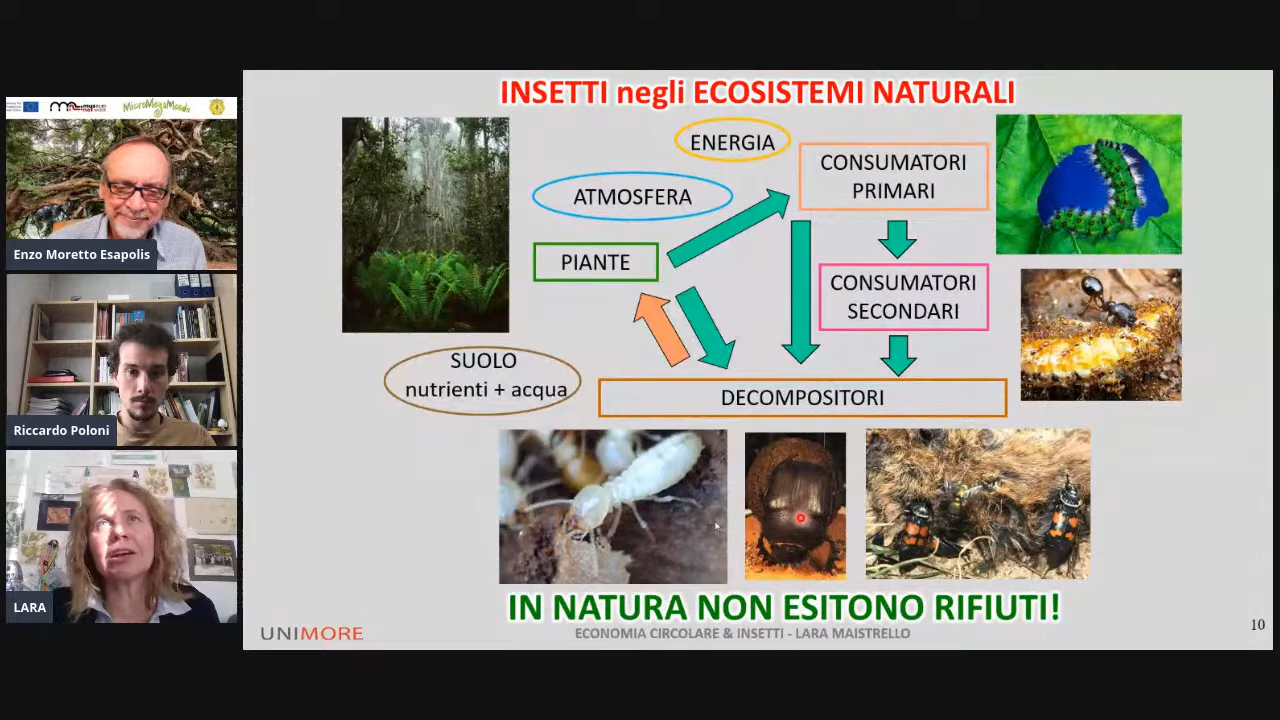 INSETTI negli ECOSISTEMI NATURALI
ENERGIA
CONSUMATORI
PRIMARI
ATMOSFERA
PIANTE
CONSUMATORI
SECONDARI
SUOLO
nutrienti + acqua
DECOMPOSITORI
IN NATURA NON ESITONO RIFIUTI!
UNIMORE
ECONOMIA CIRCOLARE & INSETTI - LARA MAISTRELLO
10
MicroMegaMondo
Enzo Moretto Esapolis
Riccardo Poloni
LARA